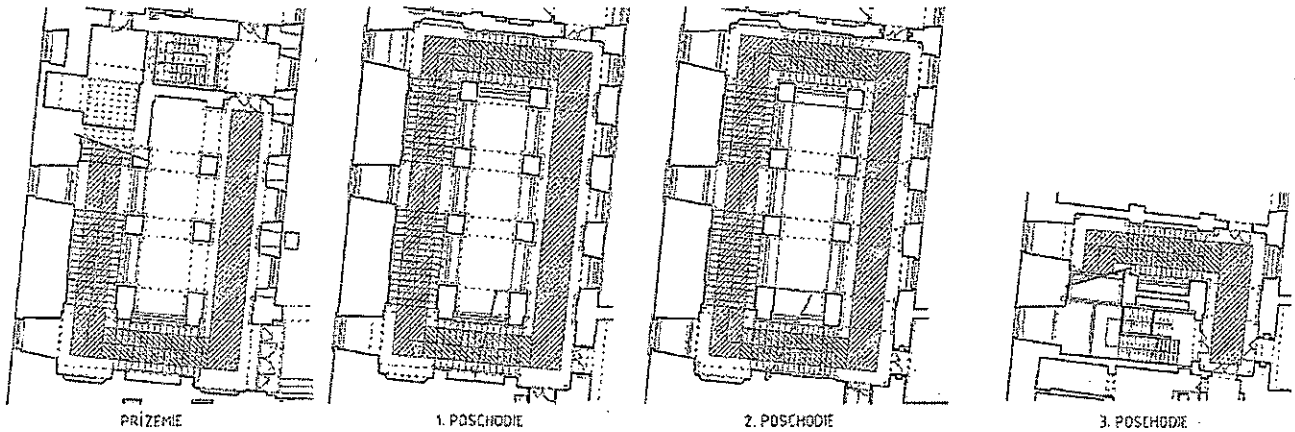 PRÍZEMIE
1. POSCHODIE
2. POSCHODIE
3. POSCHODIE